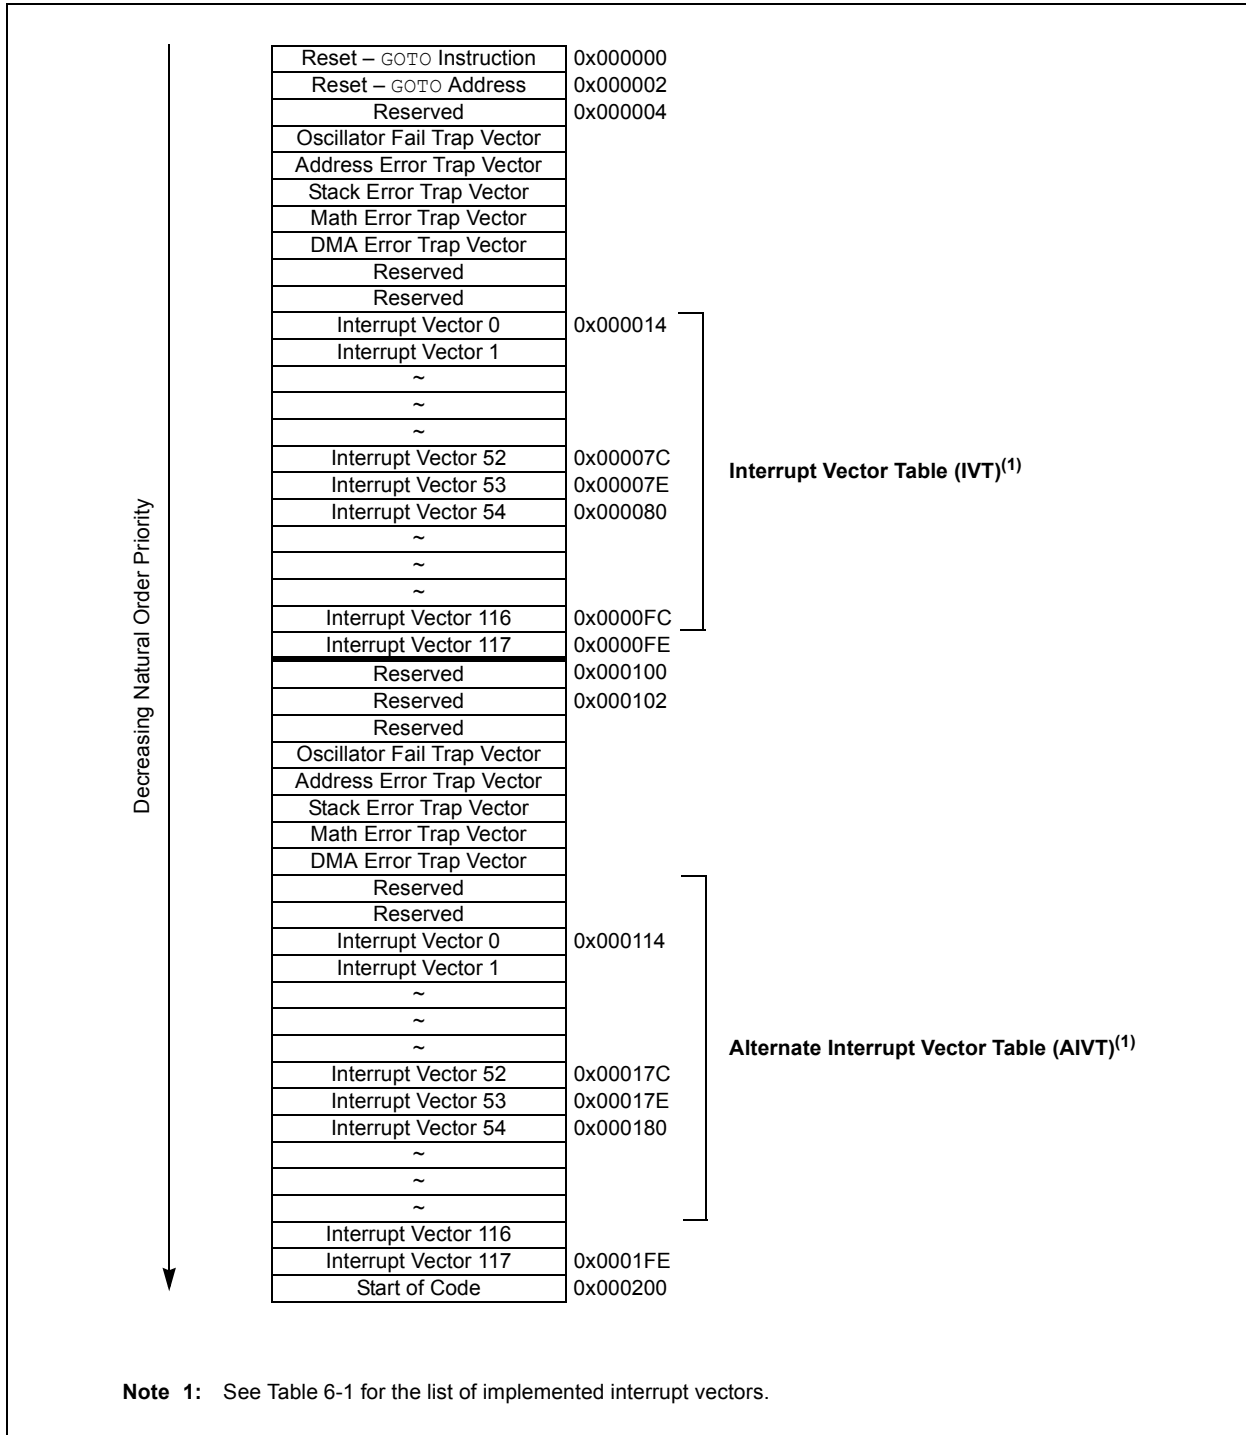 Decreasing Natural Order Priority
Reset – GOTO Instruction 0x000000
Reset – GOTO Address 0x000002
Reserved 0x000004
Oscillator Fail Trap Vector
Address Error Trap Vector
Stack Error Trap Vector
Math Error Trap Vector
DMA Error Trap Vector
Reserved
Reserved
Interrupt Vector 0 0x000014
Interrupt Vector 1
~
~
~
Interrupt Vector 52 0x00007C
Interrupt Vector 53 0x00007E
Interrupt Vector 54 0x000080
~
~
~
Interrupt Vector 116 0x0000FC
Interrupt Vector 117 0x0000FE
Interrupt Vector Table (IVT)(1)
Reserved 0x000100
Reserved 0x000102
Reserved
Oscillator Fail Trap Vector
Address Error Trap Vector
Stack Error Trap Vector
Math Error Trap Vector
DMA Error Trap Vector
Reserved
Reserved
Interrupt Vector 0 0x000114
Interrupt Vector 1
~
~
~
Interrupt Vector 52 0x00017C
Interrupt Vector 53 0x00017E
Interrupt Vector 54 0x000180
~
~
~
Interrupt Vector 116
Interrupt Vector 117 0x0001FE
Start of Code 0x000200
Alternate Interrupt Vector Table (AIVT)(1)
Note 1: See Table 6-1 for the list of implemented interrupt vectors.